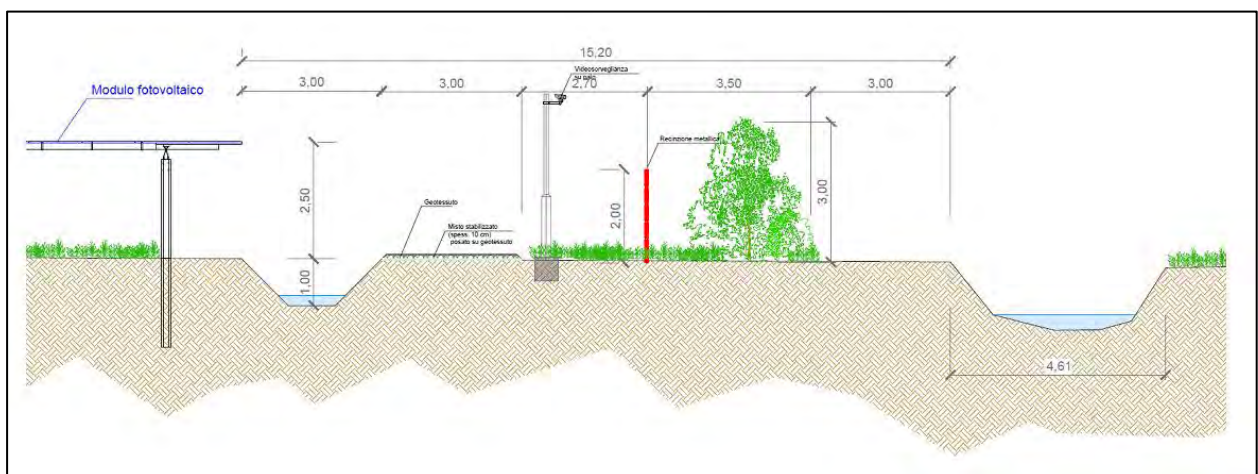 15,20
Videosorveglianza
su palo
Modulo fotovoltaico
3,00
3,00
2,70
3,50
3,00
Recinzione metallica
2,50
2,00
3,00
Geotessuto
Misto stabilizzato
(spess. 10 cm)
posato su geotessuto
1,00
4,61